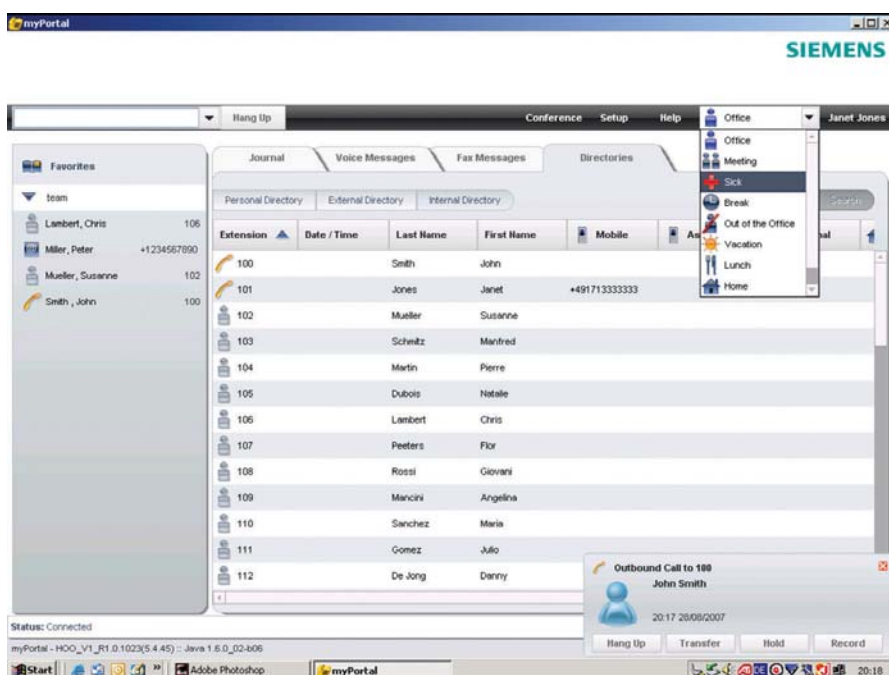 myPortal
SIEMENS
Hang Up
Conference Setup Help Office Janet Jones
Office
Meeting
Sick
Break
Out of the Office
Vacation
Lunch
Home
Favorites
team
Lambert, Chris 106
Miller, Peter +1234567890
Mueller, Susanne 102
Smith , John 100
Journal Voice Messages Fax Messages Directories
Personal Directory External Directory Internal Directory Search
Extension Date / Time Last Name First Name Mobile
100 Smith John
101 Jones Janet +491713333333
102 Mueller Susanne
103 Schmitz Manfred
104 Martin Pierre
105 Dubois Natalie
106 Lambert Chris
107 Peeters Flor
108 Rossi Giovani
109 Mancini Angelina
110 Sanchez Maria
111 Gomez Julio
112 De Jong Danny
Outbound Call to 100
John Smith
20:17 28/08/2007
Hang Up Transfer Hold Record
Status: Connected
myPortal - HOO_V1_R1.0.1023(5.4.45) :: Java 1.6.0_02-b06
Start Adobe Photoshop myPortal DE 20:18